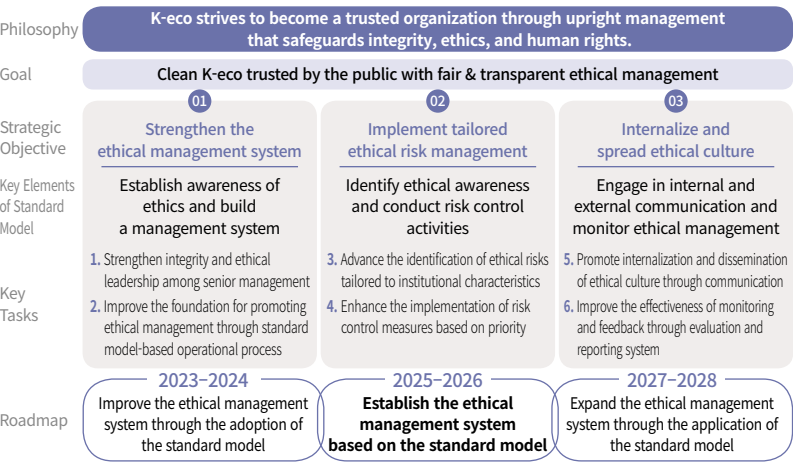 Philosophy
K-eco strives to become a trusted organization through upright management
that safeguards integrity, ethics, and human rights.
Goal
Clean K-eco trusted by the public with fair & transparent ethical management
Strategic
Objective
01
Strengthen the
ethical management system
02
Implement tailored
ethical risk management
03
Internalize and
spread ethical culture
Key Elements
of Standard
Model
Establish awareness of
ethics and build
a management system
Identify ethical awareness
and conduct risk control
activities
Engage in internal and
external communication and
monitor ethical management
Key
Tasks
1. Strengthen integrity and ethical
leadership among senior management
2. Improve the foundation for promoting
ethical management through standard
model-based operational process
3. Advance the identification of ethical risks
tailored to institutional characteristics
4. Enhance the implementation of risk
control measures based on priority
5. Promote internalization and dissemination
of ethical culture through communication
6. Improve the effectiveness of monitoring
and feedback through evaluation and
reporting system
Roadmap
2023–2024
Improve the ethical management
system through the adoption of
the standard model
2025–2026
Establish the ethical
management system
based on the standard model
2027–2028
Expand the ethical management
system through the application of
the standard model